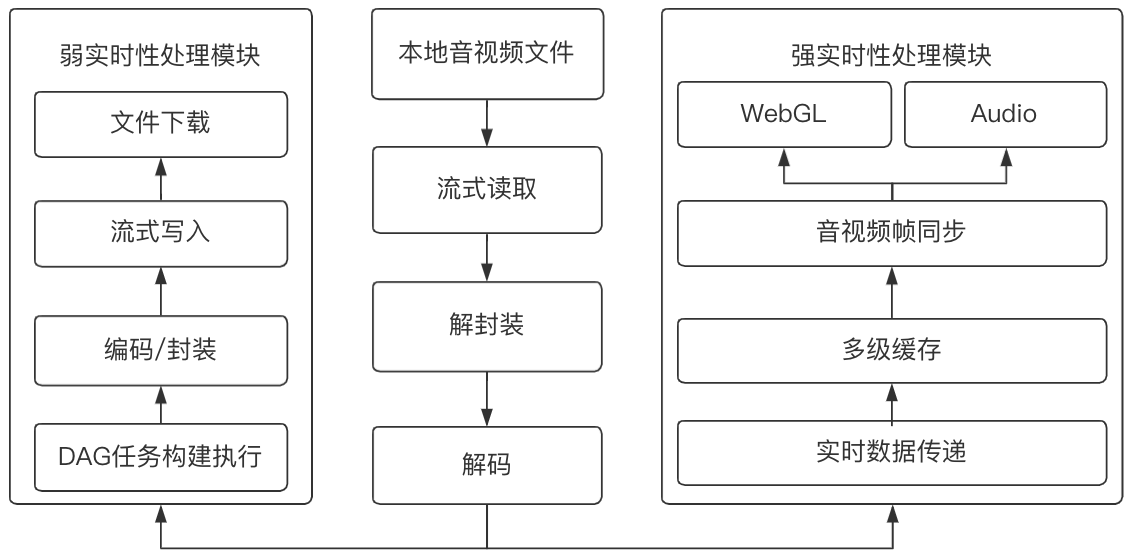 弱实时性处理模块
文件下载
流式写入
编码/封装
DAG任务构建执行
本地音视频文件
流式读取
解封装
解码
强实时性处理模块
WebGL
Audio
音视频帧同步
多级缓存
实时数据传递